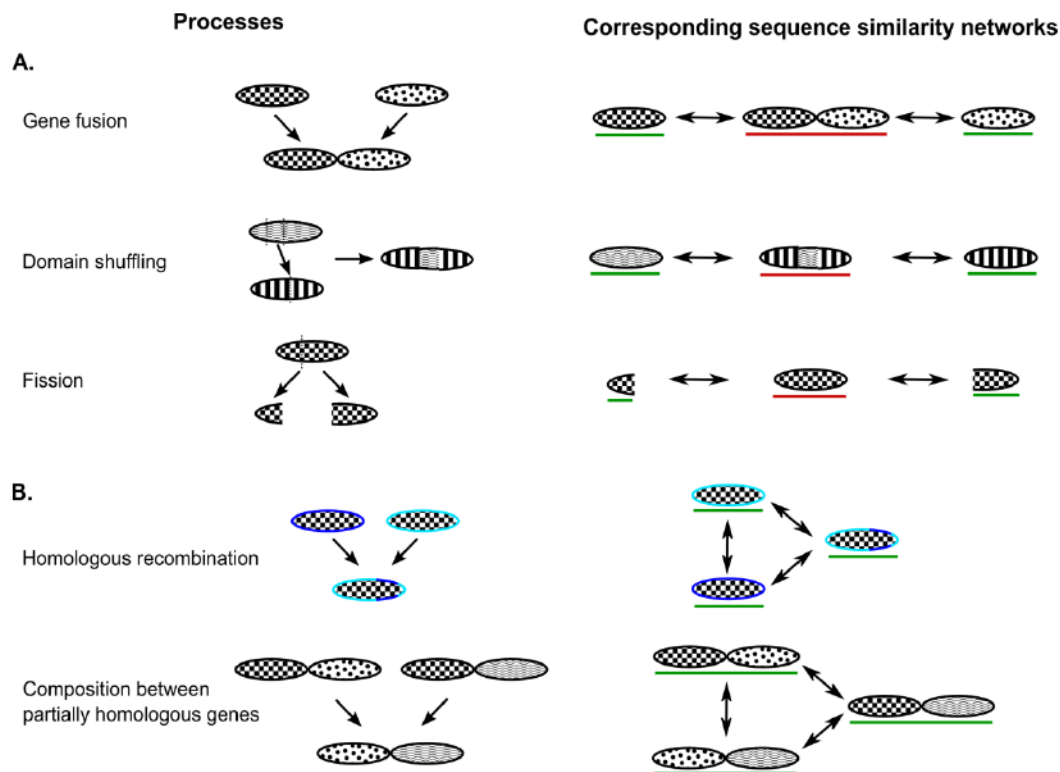 Processes
Corresponding sequence similarity networks
A.
Gene fusion
Domain shuffling
Fission
B.
Homologous recombination
Composition between
partially homologous genes